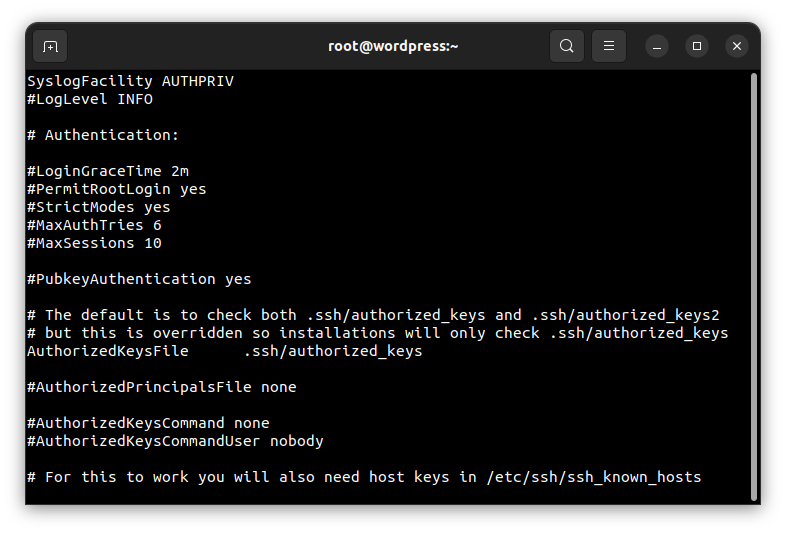 root@wordpress:~
SyslogFacility AUTHPRIV
#LogLevel INFO
# Authentication:
#LoginGraceTime 2m
#PermitRootLogin yes
#StrictModes yes
#MaxAuthTries 6
#MaxSessions 10
#PubkeyAuthentication yes
# The default is to check both .ssh/authorized_keys and .ssh/authorized_keys2
# but this is overridden so installations will only check .ssh/authorized_keys
AuthorizedKeysFile      .ssh/authorized_keys
#AuthorizedPrincipalsFile none
#AuthorizedKeysCommand none
#AuthorizedKeysCommandUser nobody
# For this to work you will also need host keys in /etc/ssh/ssh_known_hosts